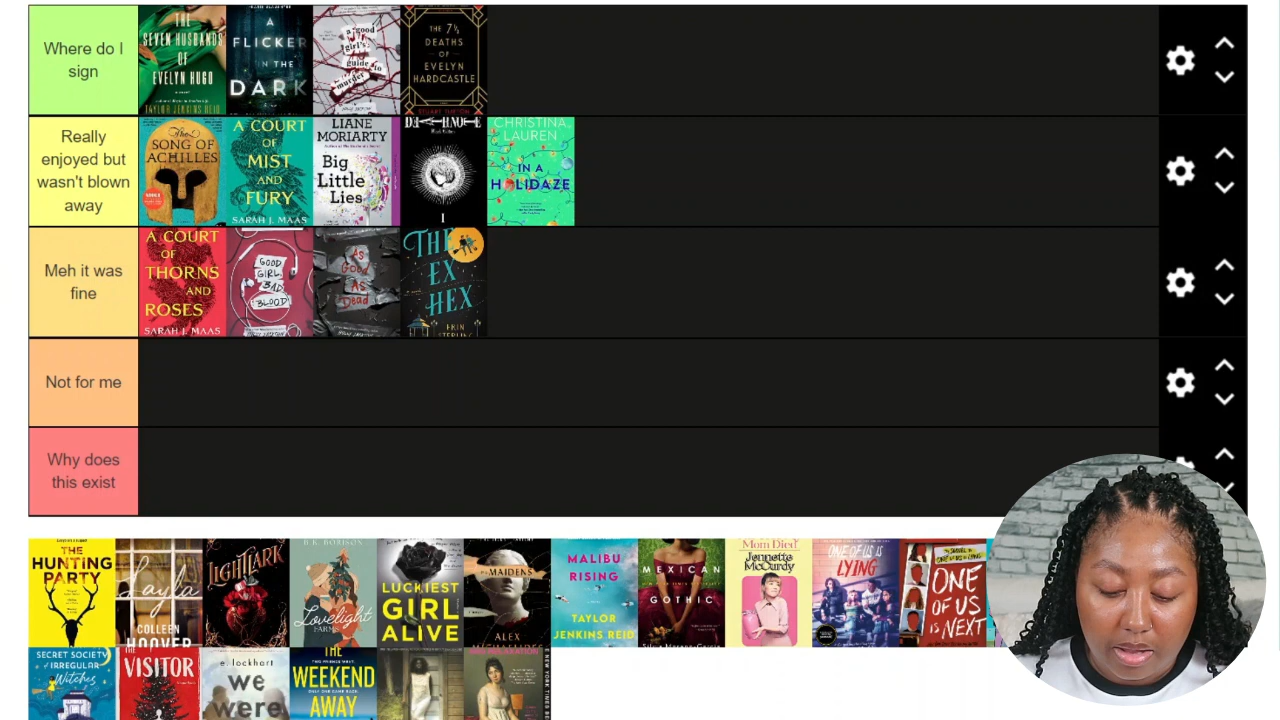 Where do I
sign
THE
SEVEN HUSBANDS
OF
EVELYN HUGO
TAYLOR JENKINS REID
A
FLICKER
IN THE
DARK
a good
girl's
guide to
murder
THE 7½
DEATHS
OF
EVELYN
HARDCASTLE
STUART TURTON
Really
enjoyed but
wasn't blown
away
The
SONG OF
ACHILLES
A COURT
OF
MIST
AND
FURY
SARAH J. MAAS
LIANE
MORIARTY
Big
Little
Lies
I
CHRISTINA
LAUREN
IN A
HOLIDAZE
Meh it was
fine
A COURT
OF
THORNS
AND
ROSES
SARAH J. MAAS
GOOD
GIRL,
BAD
BLOOD
As
Good
As
Dead
THE
EX
HEX
ERIN
STERLING
Not for me
Why does
this exist
THE
HUNTING
PARTY
Layla
COLLEEN
HOOVER
LIGHTLARK
B.K. BORISON
Lovelight
FARMS
LUCKIEST
GIRL
ALIVE
MAIDENS
ALEX
MICHAELIDES
MALIBU
RISING
TAYLOR
JENKINS REID
MEXICAN
GOTHIC
Mom Died
Jennette
McCurdy
ONE OF US IS
LYING
ONE
OF US
IS NEXT
SECRET SOCIETY
of IRREGULAR
Witches
THE
VISITOR
e. lockhart
we
were
THE
WEEKEND
AWAY